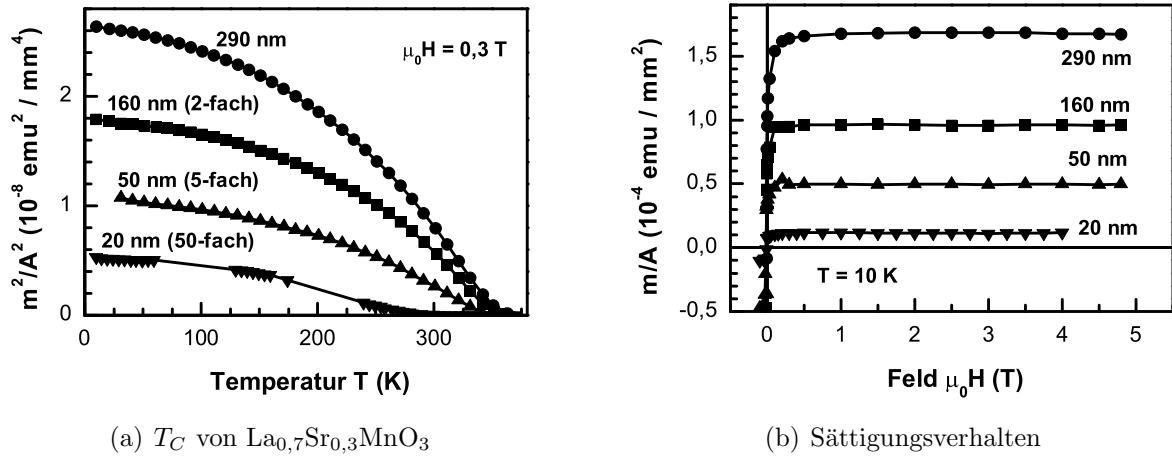 290 nm
μ₀H = 0,3 T
160 nm (2-fach)
50 nm (5-fach)
20 nm (50-fach)
m²/A² (10⁻⁸ emu² / mm⁴)
2
1
0
0 100 200 300
Temperatur T (K)
(a) T_C von La₀,₇Sr₀,₃MnO₃
1,5
1,0
0,5
0,0
-0,5
m/A (10⁻⁴ emu / mm²)
290 nm
160 nm
50 nm
20 nm
T = 10 K
0 1 2 3 4 5
Feld μ₀H (T)
(b) Sättigungsverhalten